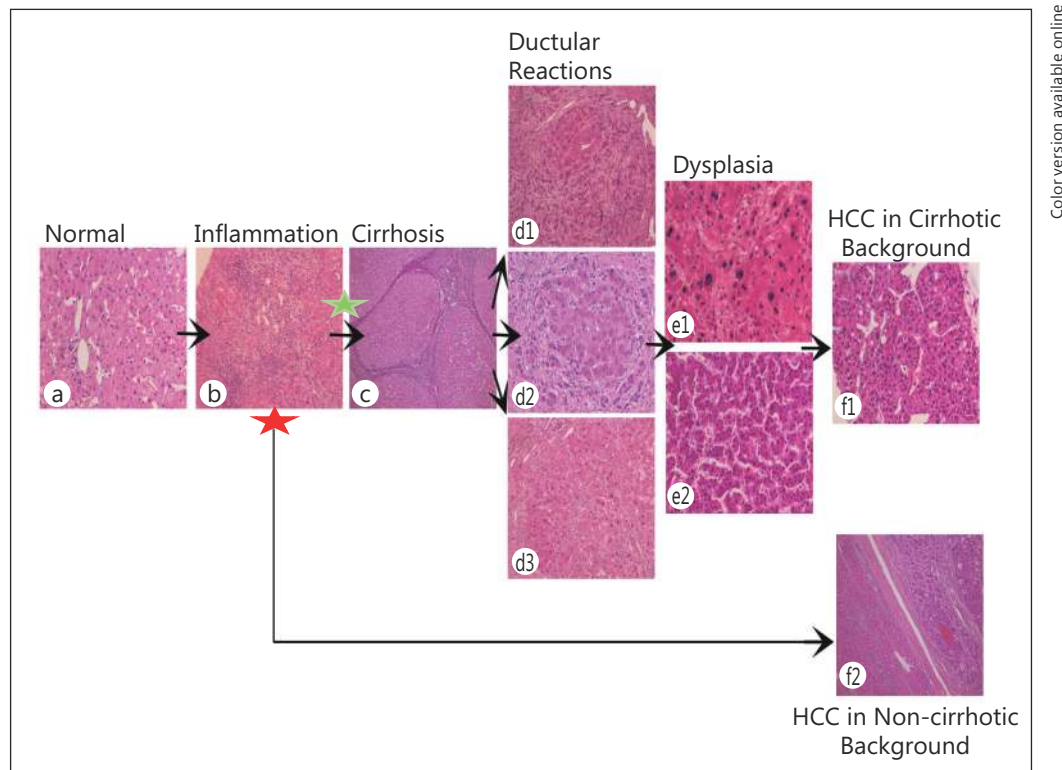 Color version available online
Ductular
Reactions
d1
d2
d3
Dysplasia
e1
e2
Normal
a
Inflammation
b
Cirrhosis
c
HCC in Cirrhotic
Background
f1
f2
HCC in Non-cirrhotic
Background